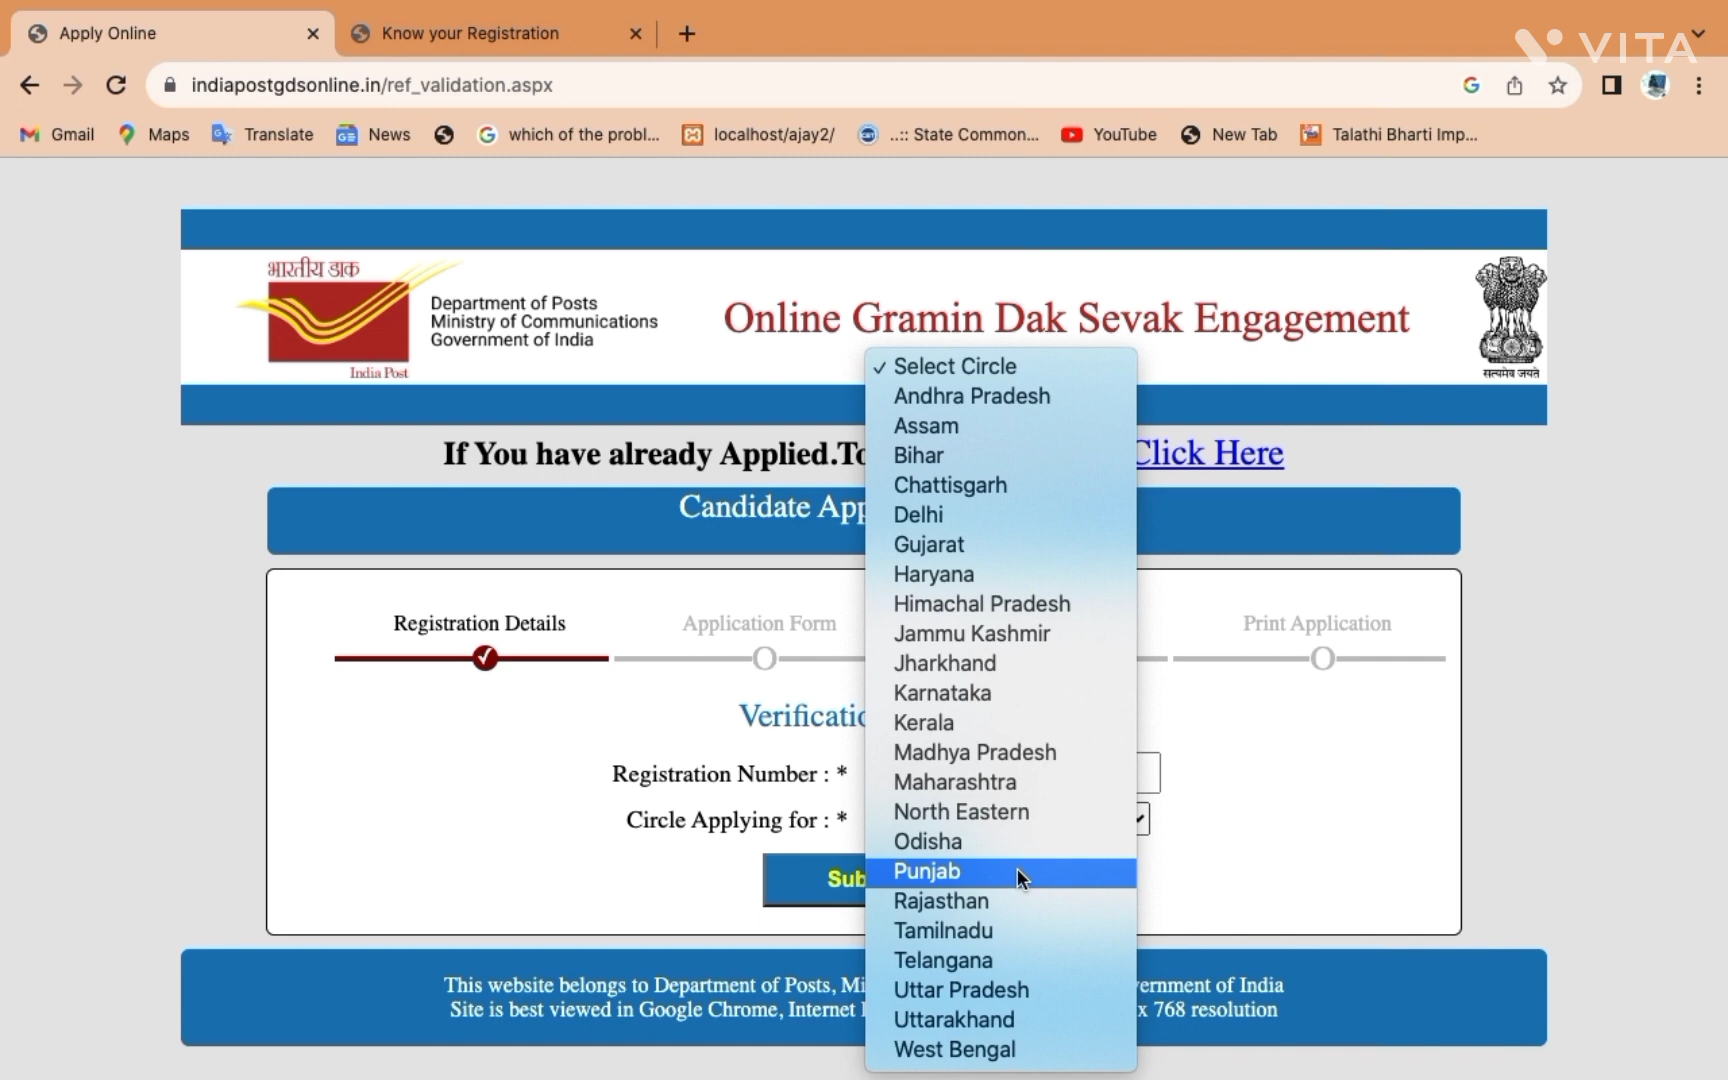 Apply Online
Know your Registration
VITA
indiapostgdsonline.in/ref_validation.aspx
Gmail
Maps
Translate
News
which of the probl...
localhost/ajay2/
..:: State Common...
YouTube
New Tab
Talathi Bharti Imp...
भारतीय डाक
India Post
Department of Posts
Ministry of Communications
Government of India
Online Gramin Dak Sevak Engagement
सत्यमेव जयते
If You have already Applied.To
Click Here
Candidate App
Registration Details
Application Form
Print Application
Verificatio
Registration Number : *
Circle Applying for : *
Sub
✓ Select Circle
Andhra Pradesh
Assam
Bihar
Chattisgarh
Delhi
Gujarat
Haryana
Himachal Pradesh
Jammu Kashmir
Jharkhand
Karnataka
Kerala
Madhya Pradesh
Maharashtra
North Eastern
Odisha
Punjab
Rajasthan
Tamilnadu
Telangana
Uttar Pradesh
Uttarakhand
West Bengal
This website belongs to Department of Posts, Mi
ernment of India
Site is best viewed in Google Chrome, Internet
x 768 resolution